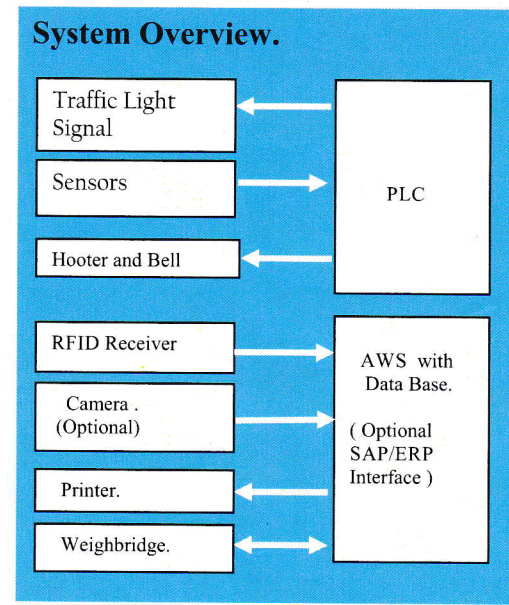 System Overview.
Traffic Light
Signal
Sensors
Hooter and Bell
PLC
RFID Receiver
Camera .
(Optional)
Printer.
Weighbridge.
AWS with
Data Base.
( Optional
SAP/ERP
Interface )